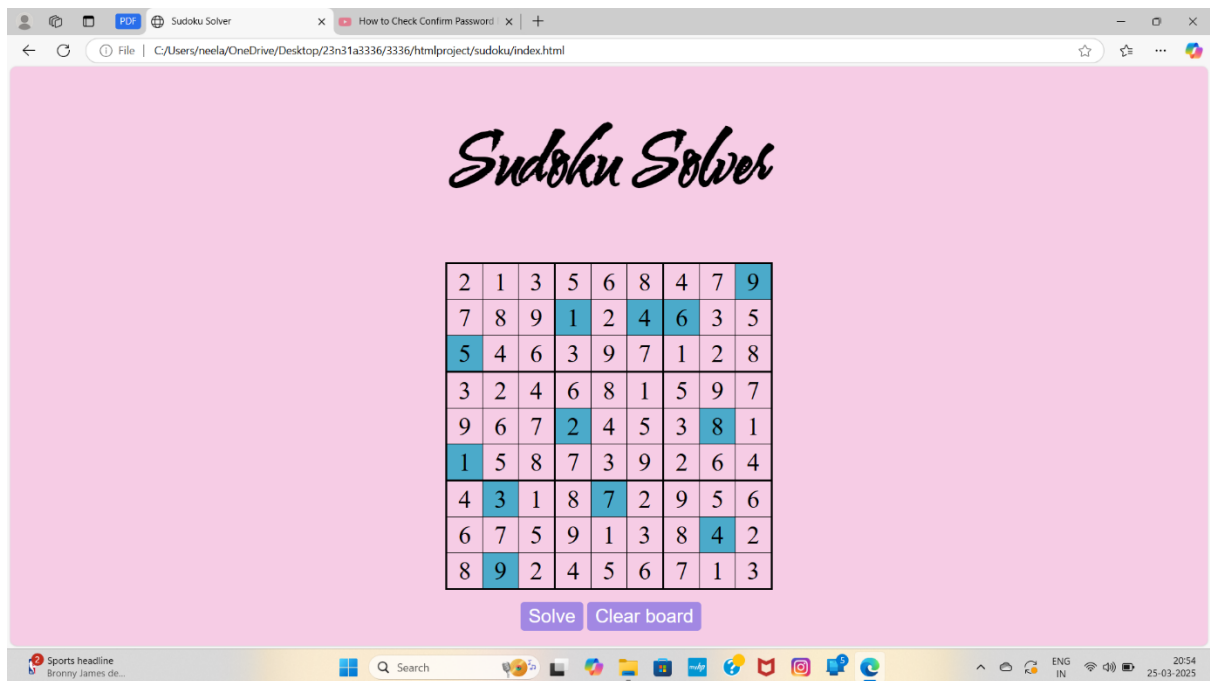 PDF
Sudoku Solver
How to Check Confirm Password
File | C:/Users/neela/OneDrive/Desktop/23n31a3336/3336/htmlproject/sudoku/index.html
Sudoku Solver
2 1 3 5 6 8 4 7 9
7 8 9 1 2 4 6 3 5
5 4 6 3 9 7 1 2 8
3 2 4 6 8 1 5 9 7
9 6 7 2 4 5 3 8 1
1 5 8 7 3 9 2 6 4
4 3 1 8 7 2 9 5 6
6 7 5 9 1 3 8 4 2
8 9 2 4 5 6 7 1 3
Solve Clear board
2
Sports headline
Bronny James de...
Search
5
ENG
IN
20:54
25-03-2025